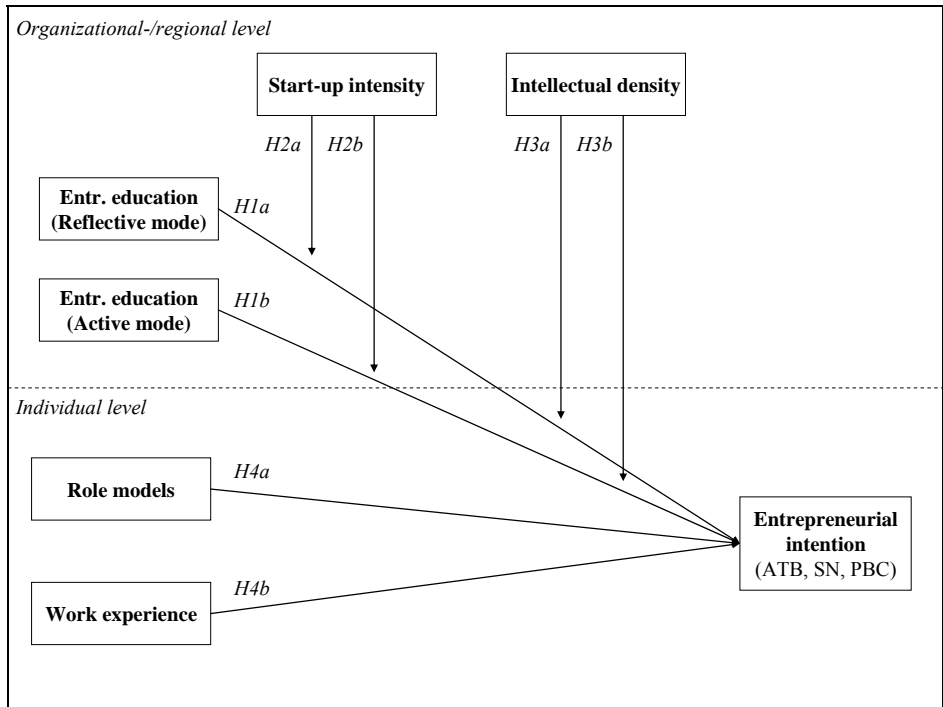 Organizational-/regional level
Start-up intensity
Intellectual density
H2a
H2b
H3a
H3b
Entr. education
(Reflective mode)
H1a
Entr. education
(Active mode)
H1b
Individual level
Role models
H4a
Entrepreneurial
intention
(ATB, SN, PBC)
Work experience
H4b